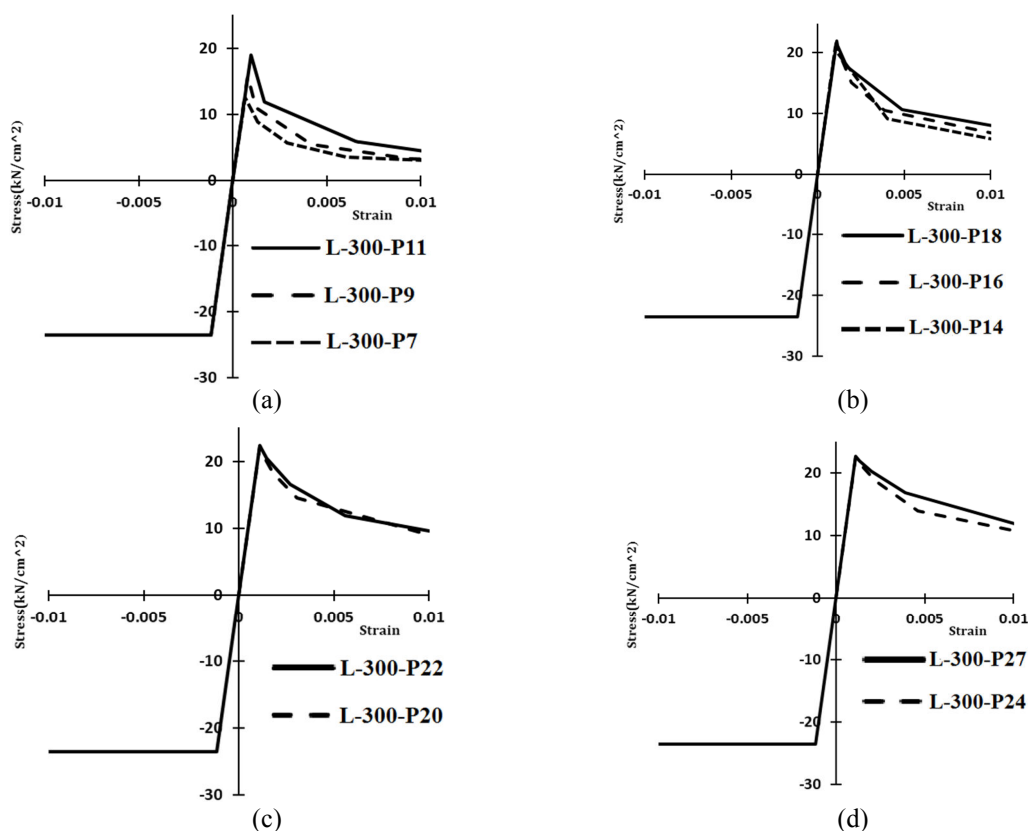 Stress(kN/cm^2)
20
10
0
-0.01
-0.005
0
0.005
0.01
Strain
-10
-20
-30
L-300-P11
L-300-P9
L-300-P7
(a)
Stress(kN/cm^2)
20
10
0
-0.01
-0.005
0
0.005
0.01
Strain
-10
-20
-30
L-300-P18
L-300-P16
L-300-P14
(b)
Stress(kN/cm^2)
20
10
0
-0.01
-0.005
0
0.005
0.01
Strain
-10
-20
-30
L-300-P22
L-300-P20
(c)
Stress(kN/cm^2)
20
10
0
-0.01
-0.005
0
0.005
0.01
Strain
-10
-20
-30
L-300-P27
L-300-P24
(d)